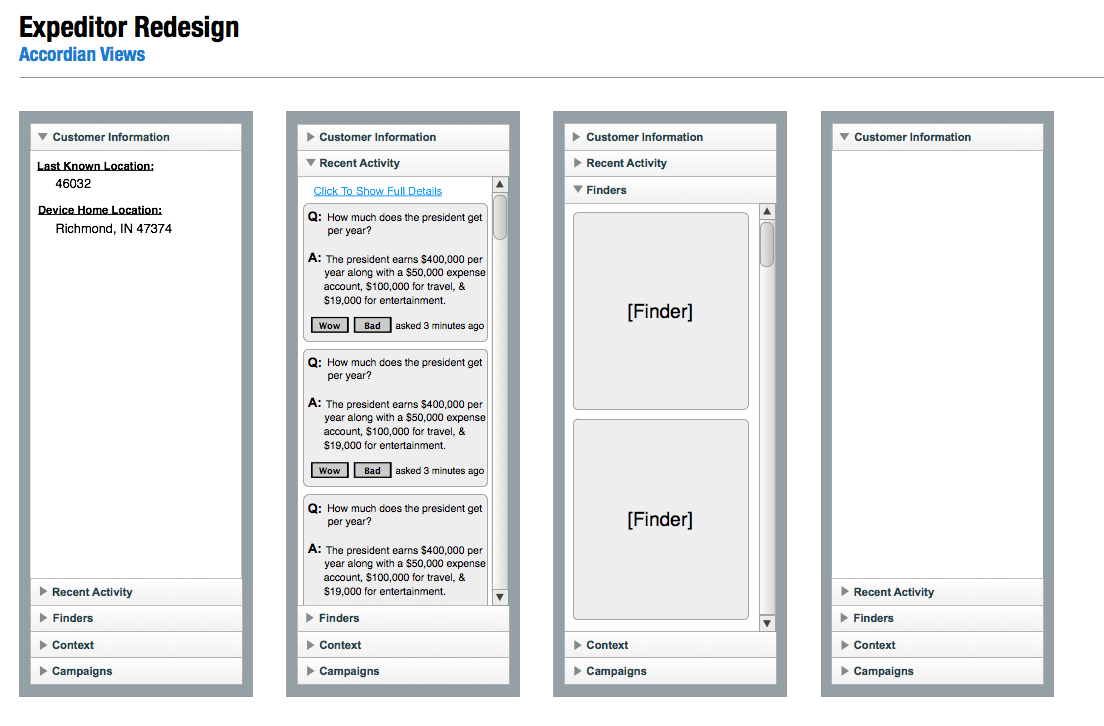 Expeditor Redesign
Accordian Views
Customer Information
Last Known Location:
46032
Device Home Location:
Richmond, IN 47374
Recent Activity
Finders
Context
Campaigns
Customer Information
Recent Activity
Click To Show Full Details
Q: How much does the president get
per year?
A: The president earns $400,000 per
year along with a $50,000 expense
account, $100,000 for travel, &
$19,000 for entertainment.
Wow Bad asked 3 minutes ago
Q: How much does the president get
per year?
A: The president earns $400,000 per
year along with a $50,000 expense
account, $100,000 for travel, &
$19,000 for entertainment.
Wow Bad asked 3 minutes ago
Q: How much does the president get
per year?
A: The president earns $400,000 per
year along with a $50,000 expense
account, $100,000 for travel, &
$19,000 for entertainment.
Finders
Context
Campaigns
Customer Information
Recent Activity
Finders
[Finder]
[Finder]
Context
Campaigns
Customer Information
Recent Activity
Finders
Context
Campaigns